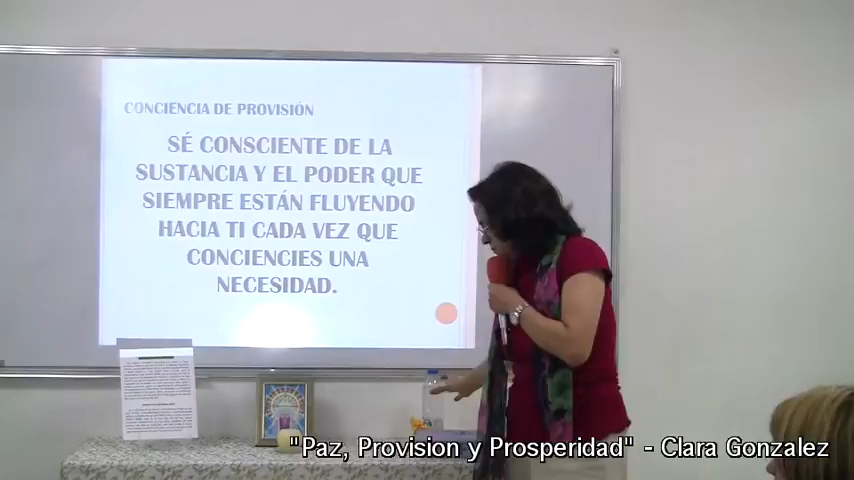 CONCIENCIA DE PROVISIÓN
SÉ CONSCIENTE DE LA
SUSTANCIA Y EL PODER QUE
SIEMPRE ESTÁN FLUYENDO
HACIA TI CADA VEZ QUE
CONCIENCIES UNA
NECESIDAD.
"Paz, Provision y Prosperidad" - Clara Gonzalez